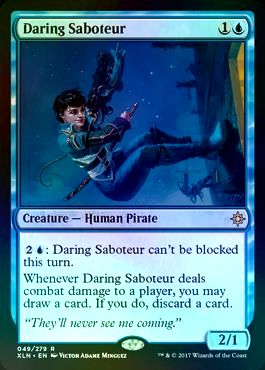 Daring Saboteur 1
2 : Daring Saboteur can't be blocked
this turn.
Whenever Daring Saboteur deals
combat damage to a player, you may
draw a card. If you do, discard a card.
"They'll never see me coming."
Creature — Human Pirate
2/1
049/279 R
XLN • EN Victor Adame Minguez
™ & © 2017 Wizards of the Coast